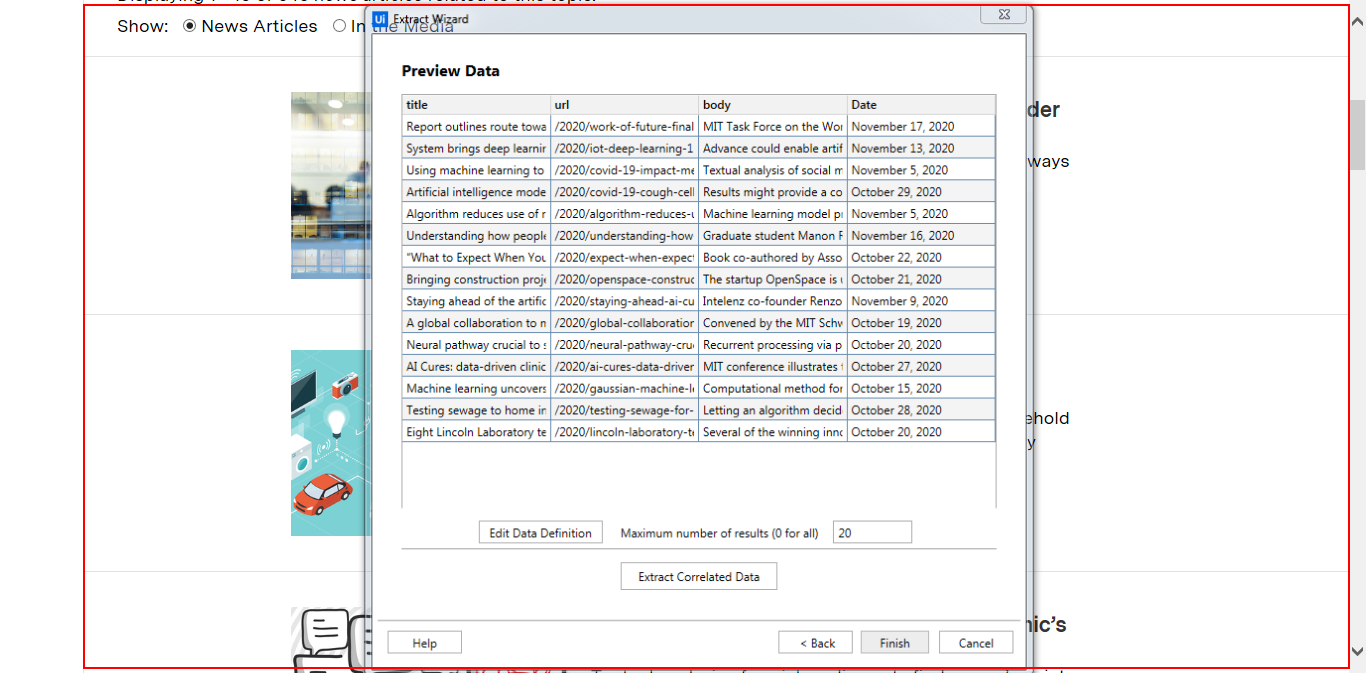 Show: News Articles In the Media
Extract Wizard
Preview Data
title url body Date
Report outlines route towa /2020/work-of-future-final MIT Task Force on the Wor November 17, 2020
System brings deep learnir /2020/iot-deep-learning-1 Advance could enable artif November 13, 2020
Using machine learning to /2020/covid-19-impact-me Textual analysis of social m November 5, 2020
Artificial intelligence mode /2020/covid-19-cough-cell Results might provide a co October 29, 2020
Algorithm reduces use of r /2020/algorithm-reduces-u Machine learning model pr November 5, 2020
Understanding how people /2020/understanding-how Graduate student Manon F November 16, 2020
"What to Expect When You /2020/expect-when-expect Book co-authored by Asso October 22, 2020
Bringing construction proje /2020/openspace-construc The startup OpenSpace is u October 21, 2020
Staying ahead of the artific /2020/staying-ahead-ai-cu Intelenz co-founder Renzo November 9, 2020
A global collaboration to m /2020/global-collaboration Convened by the MIT Schw October 19, 2020
Neural pathway crucial to s /2020/neural-pathway-cruc Recurrent processing via p October 20, 2020
AI Cures: data-driven clinic /2020/ai-cures-data-driver MIT conference illustrates t October 27, 2020
Machine learning uncovers /2020/gaussian-machine-le Computational method for October 15, 2020
Testing sewage to home in /2020/testing-sewage-for- Letting an algorithm decid October 28, 2020
Eight Lincoln Laboratory te /2020/lincoln-laboratory-te Several of the winning inno October 20, 2020
Edit Data Definition Maximum number of results (0 for all) 20
Extract Correlated Data
Help < Back Finish Cancel
der
ways
ehold
y
nic's